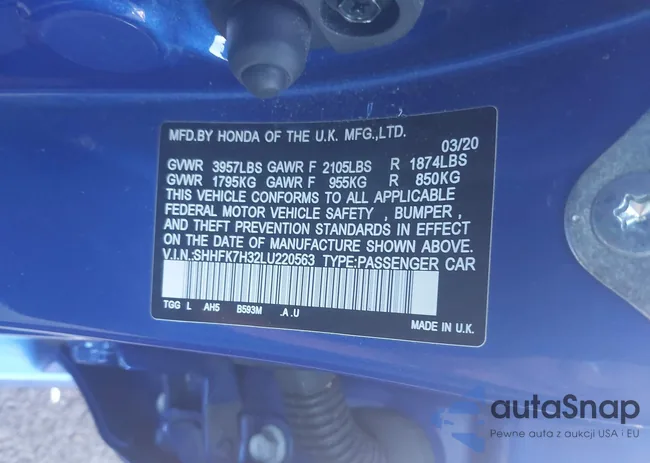 MFD.BY HONDA OF THE U.K. MFG.,LTD.
03/20
GVWR 3957LBS GAWR F 2105LBS R 1874LBS
GVWR 1795KG GAWR F 955KG R 850KG
THIS VEHICLE CONFORMS TO ALL APPLICABLE
FEDERAL MOTOR VEHICLE SAFETY , BUMPER ,
AND THEFT PREVENTION STANDARDS IN EFFECT
ON THE DATE OF MANUFACTURE SHOWN ABOVE.
V.I.N.:SHHFK7H32LU220563 TYPE:PASSENGER CAR
TGG L AH5 B593M .A .U
MADE IN U.K.
autaSnap
Pewne auta z aukcji USA i EU